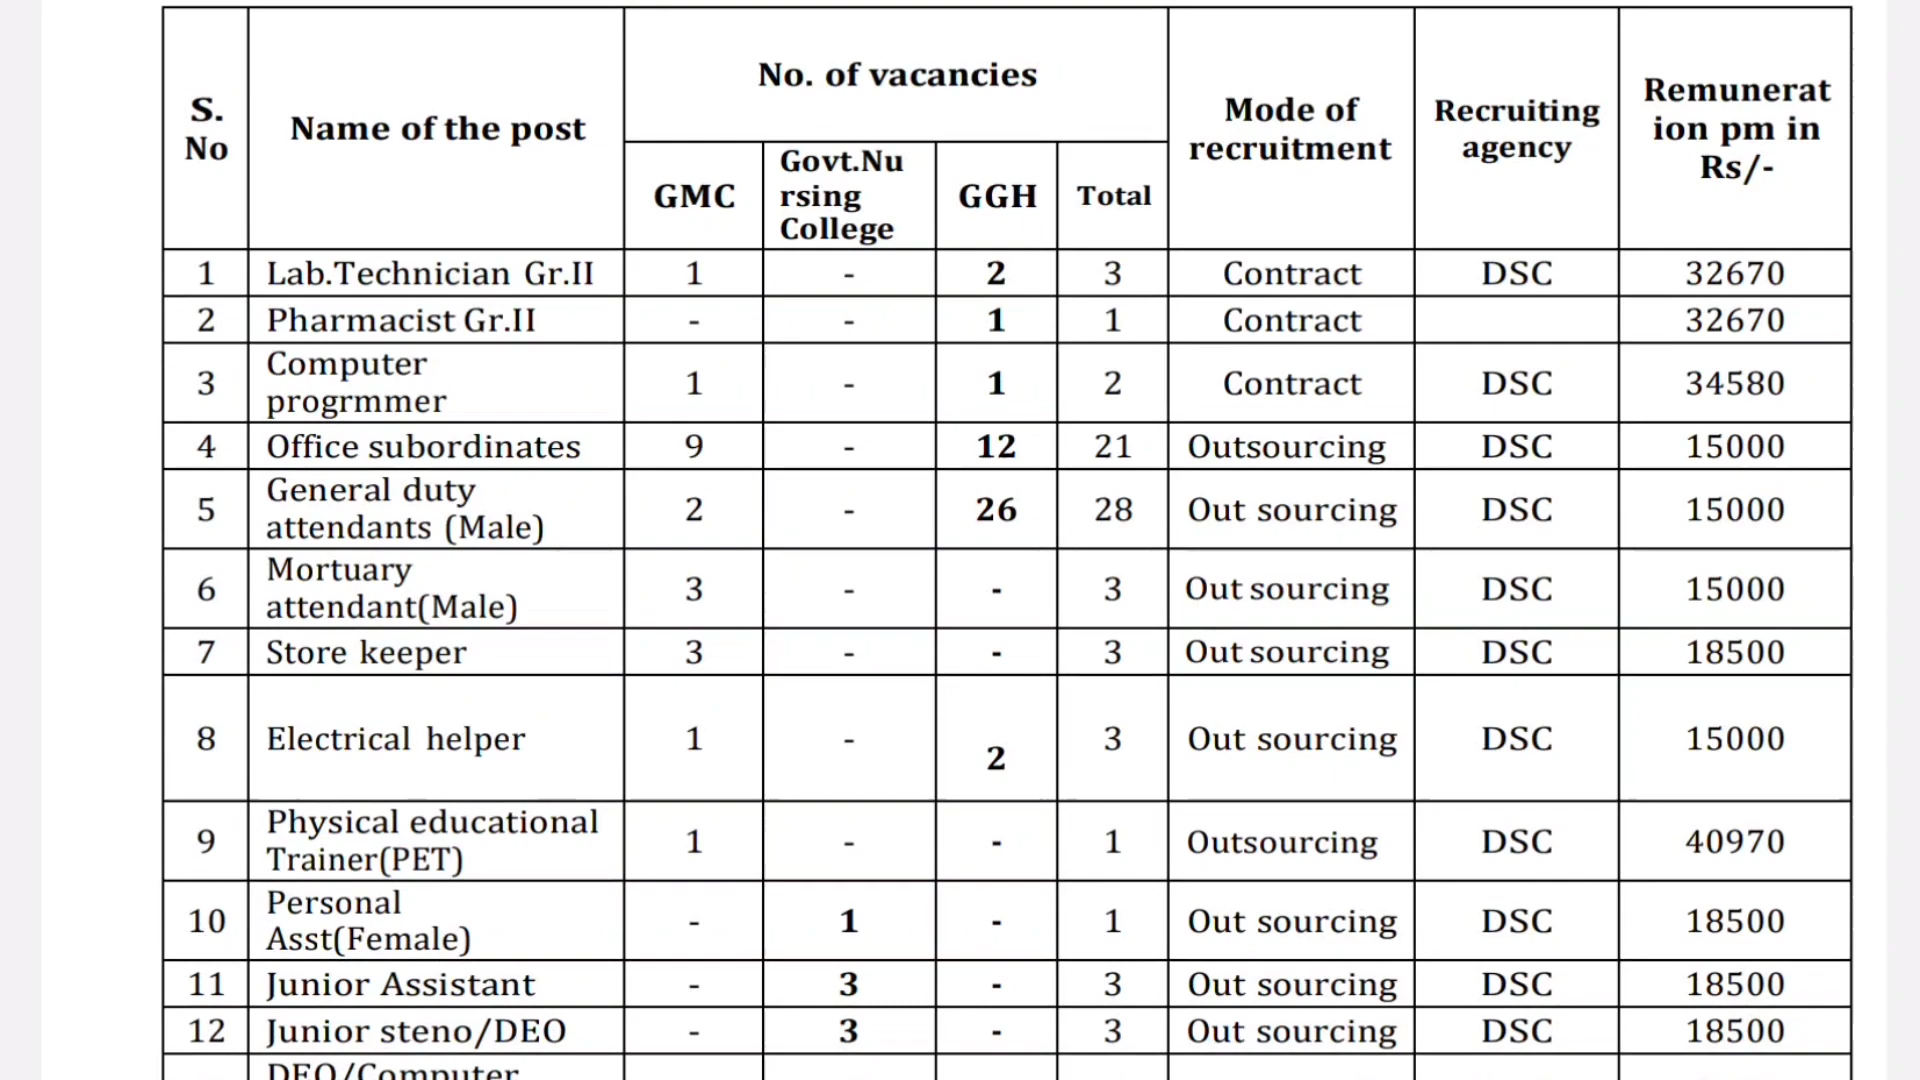 S. No
Name of the post
No. of vacancies
Mode of recruitment
Recruiting agency
Remunerat
ion pm in
Rs/-
GMC
Govt.Nu
rsing
College
GGH
Total
1 Lab.Technician Gr.II 1 - 2 3 Contract DSC 32670
2 Pharmacist Gr.II - - 1 1 Contract 32670
3 Computer
progrmmer 1 - 1 2 Contract DSC 34580
4 Office subordinates 9 - 12 21 Outsourcing DSC 15000
5 General duty
attendants (Male) 2 - 26 28 Out sourcing DSC 15000
6 Mortuary
attendant(Male) 3 - - 3 Out sourcing DSC 15000
7 Store keeper 3 - - 3 Out sourcing DSC 18500
8 Electrical helper 1 - 2 3 Out sourcing DSC 15000
9 Physical educational
Trainer(PET) 1 - - 1 Outsourcing DSC 40970
10 Personal
Asst(Female) - 1 - 1 Out sourcing DSC 18500
11 Junior Assistant - 3 - 3 Out sourcing DSC 18500
12 Junior steno/DEO - 3 - 3 Out sourcing DSC 18500
DEO/Computer